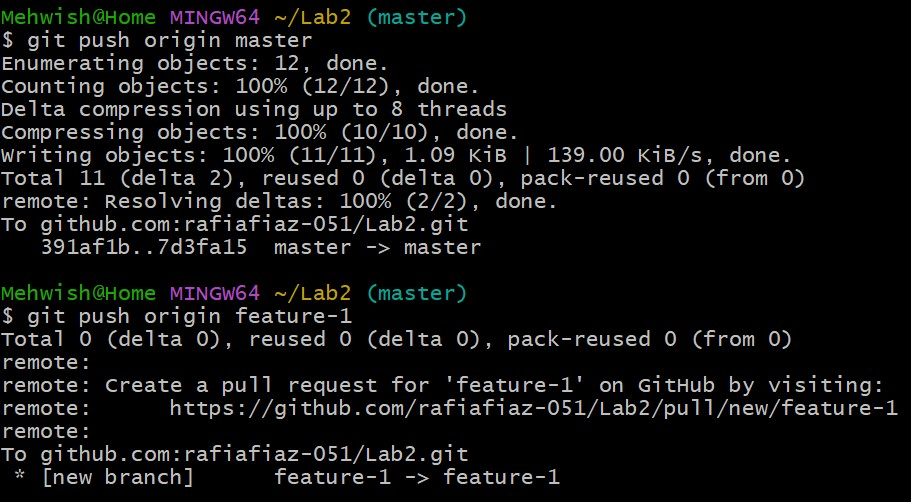 Mehwish@Home MINGW64 ~/Lab2 (master)
$ git push origin master
Enumerating objects: 12, done.
Counting objects: 100% (12/12), done.
Delta compression using up to 8 threads
Compressing objects: 100% (10/10), done.
Writing objects: 100% (11/11), 1.09 KiB | 139.00 KiB/s, done.
Total 11 (delta 2), reused 0 (delta 0), pack-reused 0 (from 0)
remote: Resolving deltas: 100% (2/2), done.
To github.com:rafiafiaz-051/Lab2.git
   391af1b..7d3fa15  master -> master

Mehwish@Home MINGW64 ~/Lab2 (master)
$ git push origin feature-1
Total 0 (delta 0), reused 0 (delta 0), pack-reused 0 (from 0)
remote:
remote: Create a pull request for 'feature-1' on GitHub by visiting:
remote:      https://github.com/rafiafiaz-051/Lab2/pull/new/feature-1
remote:
To github.com:rafiafiaz-051/Lab2.git
 * [new branch]      feature-1 -> feature-1